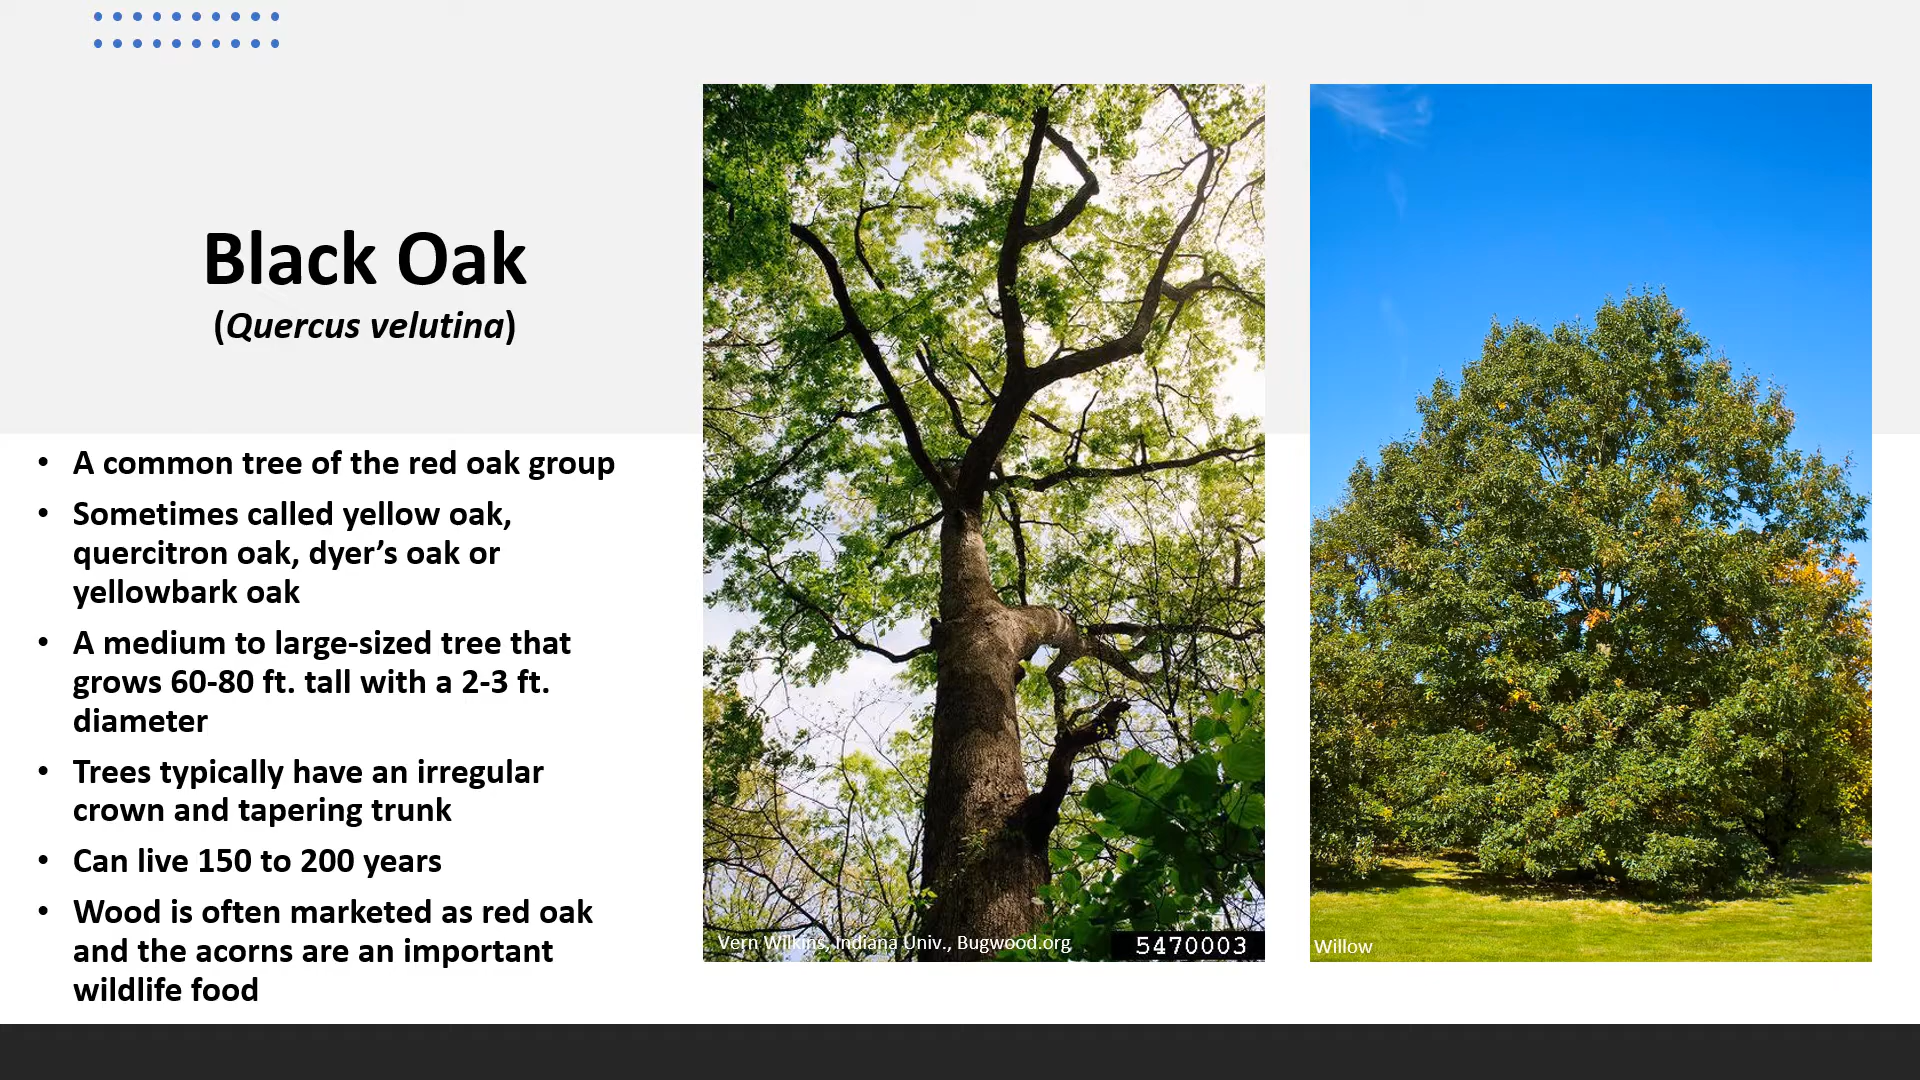 Black Oak
(Quercus velutina)
• A common tree of the red oak group
• Sometimes called yellow oak,
quercitron oak, dyer’s oak or
yellowbark oak
• A medium to large-sized tree that
grows 60-80 ft. tall with a 2-3 ft.
diameter
• Trees typically have an irregular
crown and tapering trunk
• Can live 150 to 200 years
• Wood is often marketed as red oak
and the acorns are an important
wildlife food
Vern Wilkins, Indiana Univ., Bugwood.org
5470003
Willow